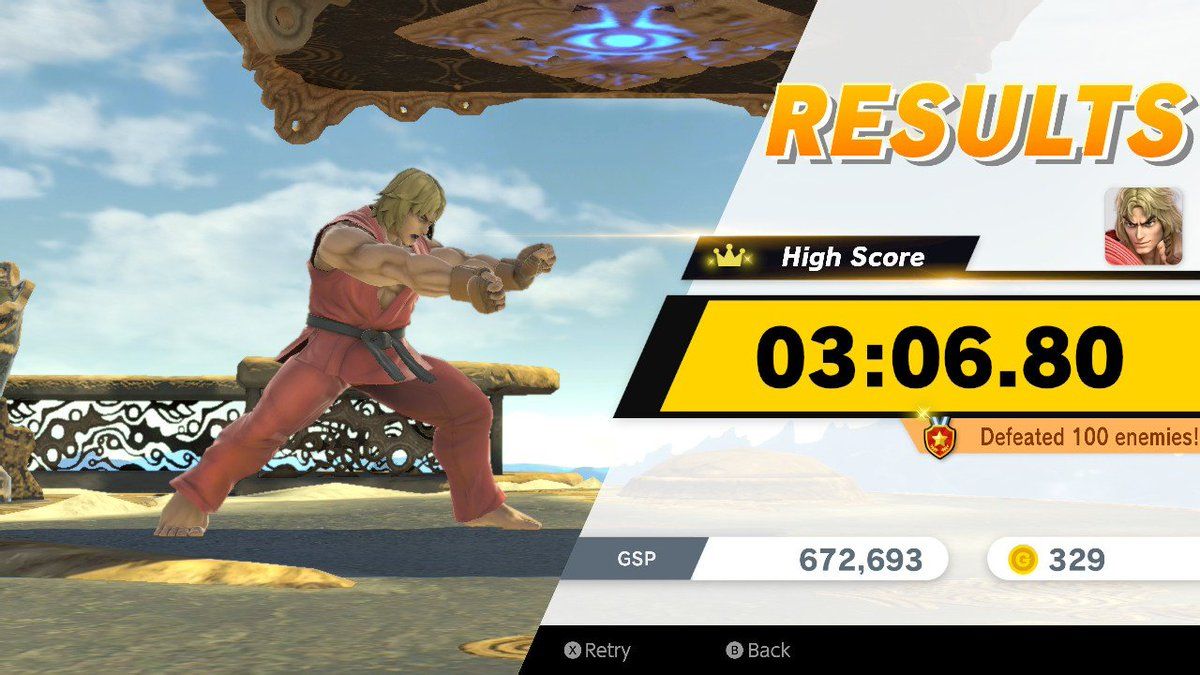 RESULTS
High Score
03:06.80
Defeated 100 enemies!
GSP 672,693 G 329
X Retry B Back